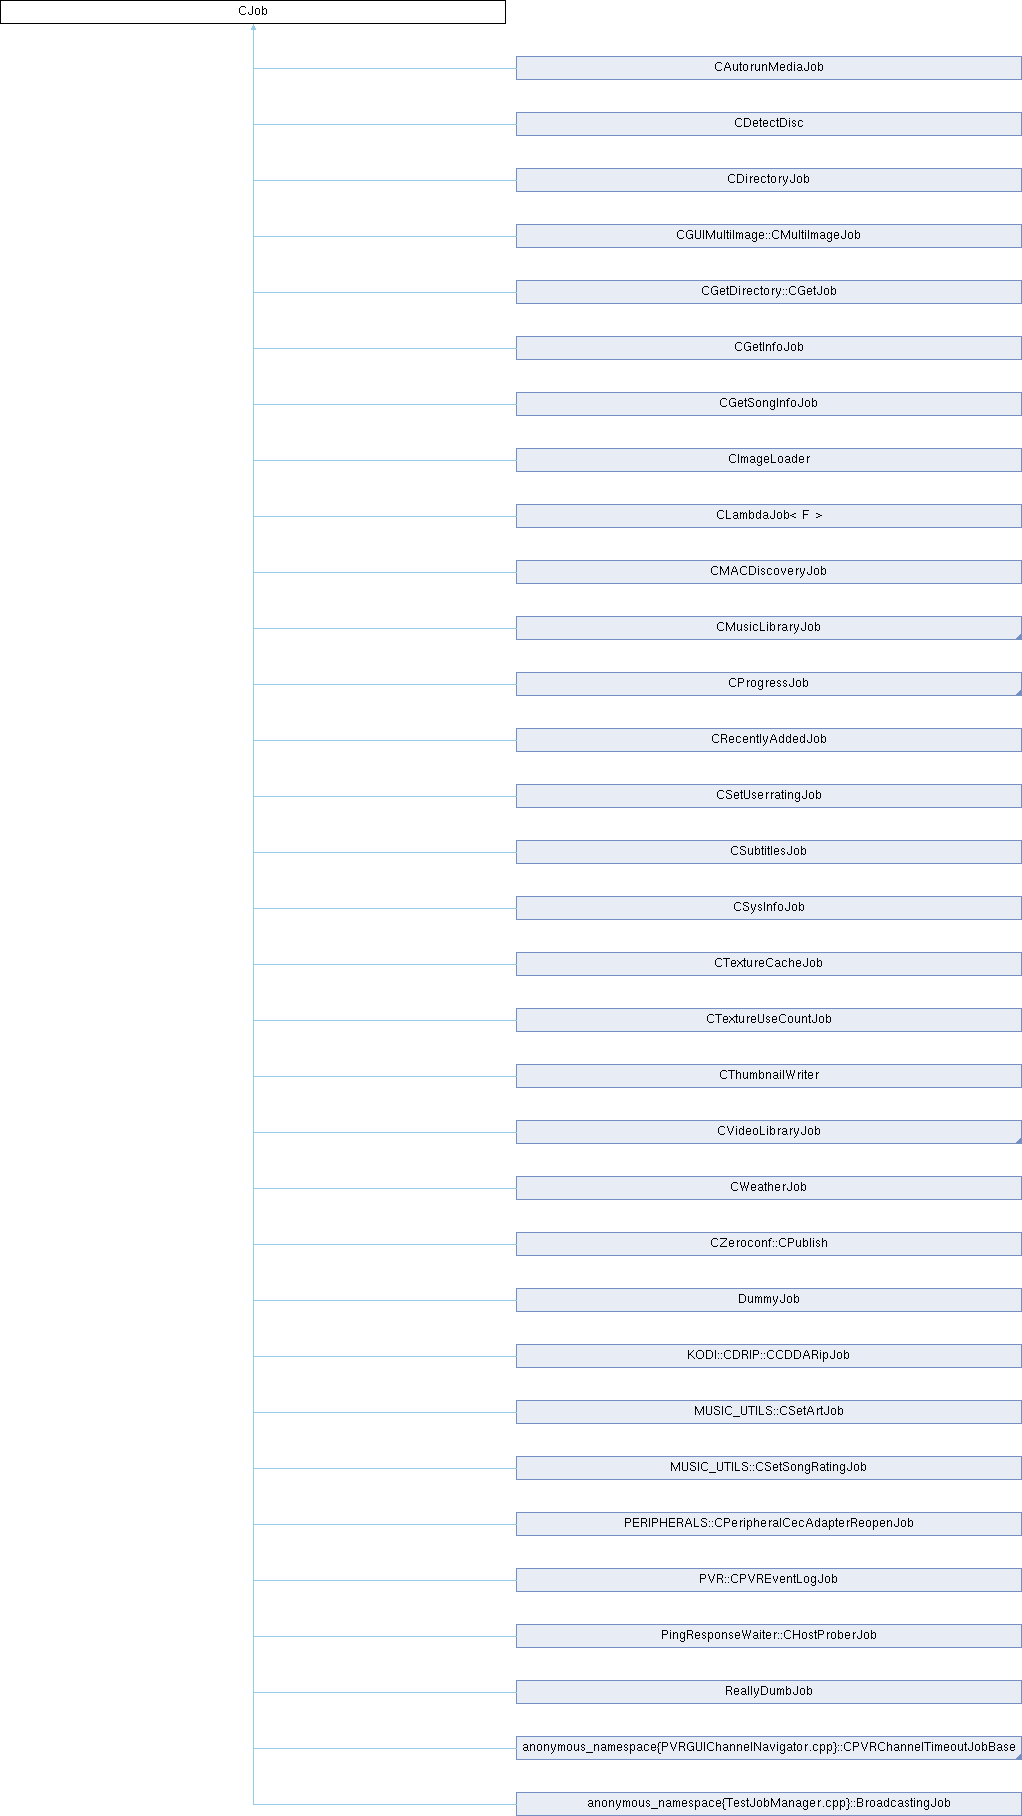 CJob
CAutorunMediaJob
CDetectDisc
CDirectoryJob
CGUIMultiImage::CMultiImageJob
CGetDirectory::CGetJob
CGetInfoJob
CGetSongInfoJob
CImageLoader
CLambdaJob< F >
CMACDiscoveryJob
CMusicLibraryJob
CProgressJob
CRecentlyAddedJob
CSetUserratingJob
CSubtitlesJob
CSysInfoJob
CTextureCacheJob
CTextureUseCountJob
CThumbnailWriter
CVideoLibraryJob
CWeatherJob
CZeroconf::CPublish
DummyJob
KODI::CDRIP::CCDDARipJob
MUSIC_UTILS::CSetArtJob
MUSIC_UTILS::CSetSongRatingJob
PERIPHERALS::CPeripheralCecAdapterReopenJob
PVR::CPVREventLogJob
PingResponseWaiter::CHostProberJob
ReallyDumbJob
anonymous_namespace{PVRGUIChannelNavigator.cpp}::CPVRChannelTimeoutJobBase
anonymous_namespace{TestJobManager.cpp}::BroadcastingJob